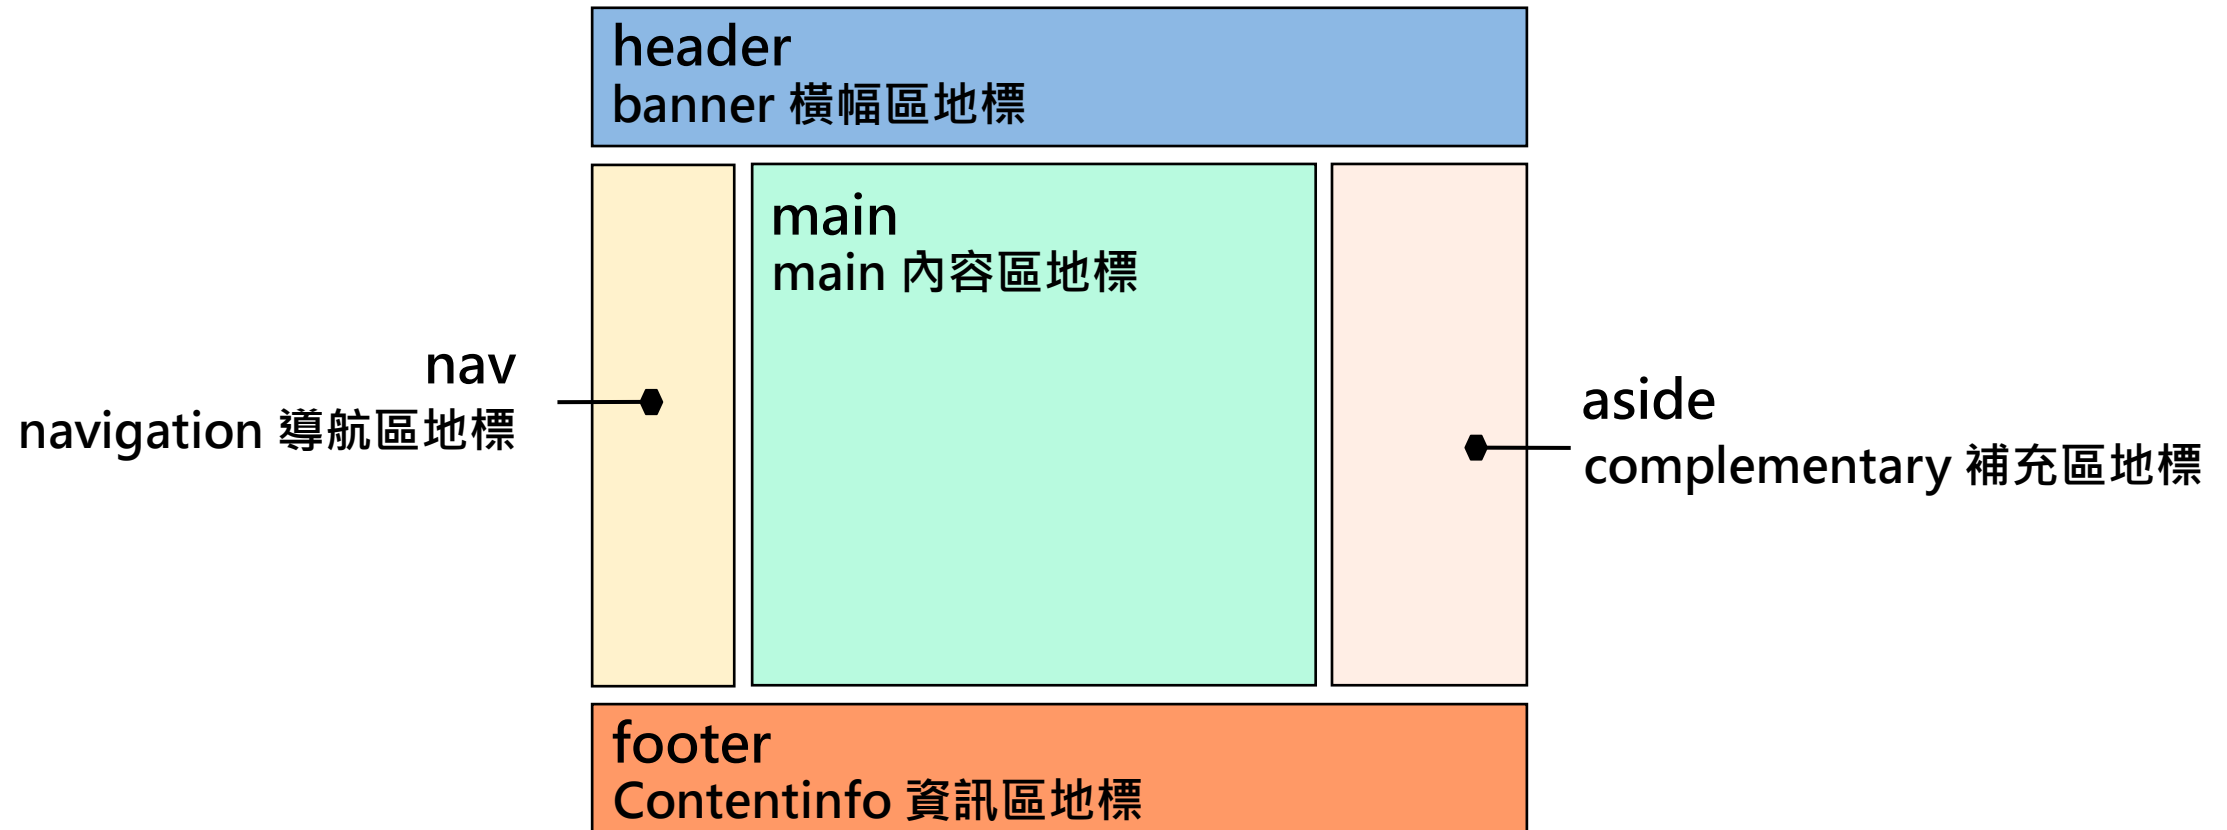 header
banner 橫幅區地標
nav
navigation 導航區地標
main
main 內容區地標
aside
complementary 補充區地標
footer
Contentinfo 資訊區地標